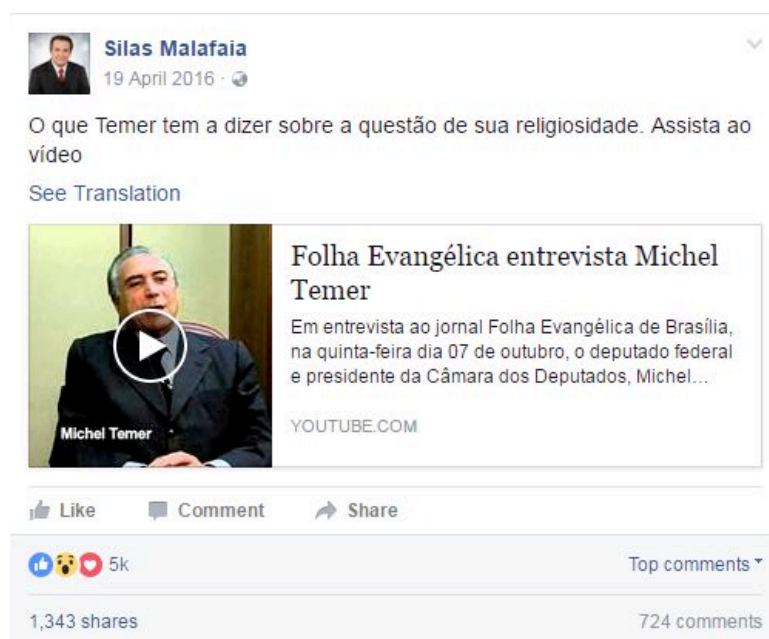 Silas Malafaia
19 April 2016 ·
O que Temer tem a dizer sobre a questão de sua religiosidade. Assista ao
vídeo
See Translation
Michel Temer
Folha Evangélica entrevista Michel
Temer
Em entrevista ao jornal Folha Evangélica de Brasília,
na quinta-feira dia 07 de outubro, o deputado federal
e presidente da Câmara dos Deputados, Michel...
YOUTUBE.COM
Like Comment Share
5k Top comments
1,343 shares 724 comments